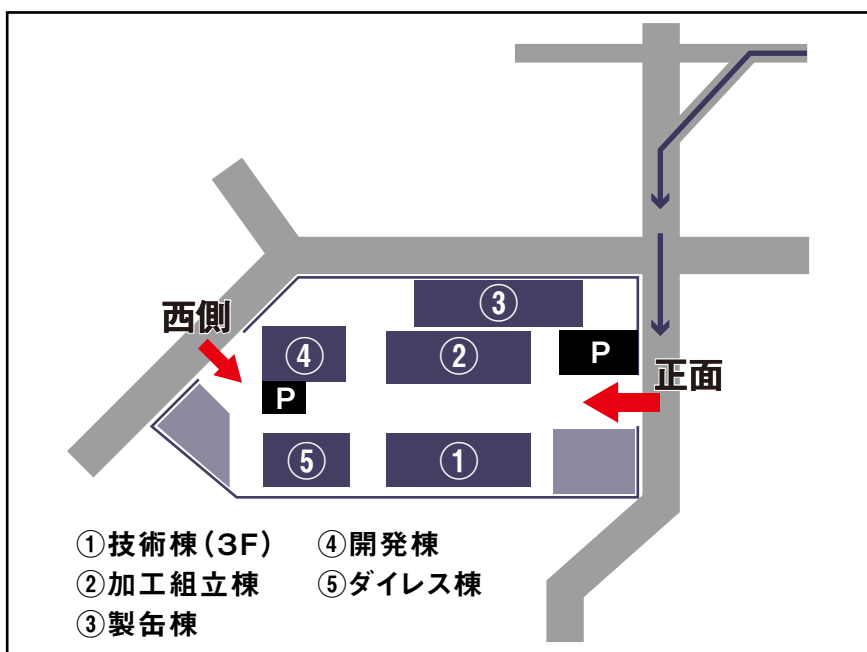 ③
西側
④
②
P
P
正面
⑤
①
①技術棟(3F)
④開発棟
②加工組立棟
⑤ダイレス棟
③製缶棟